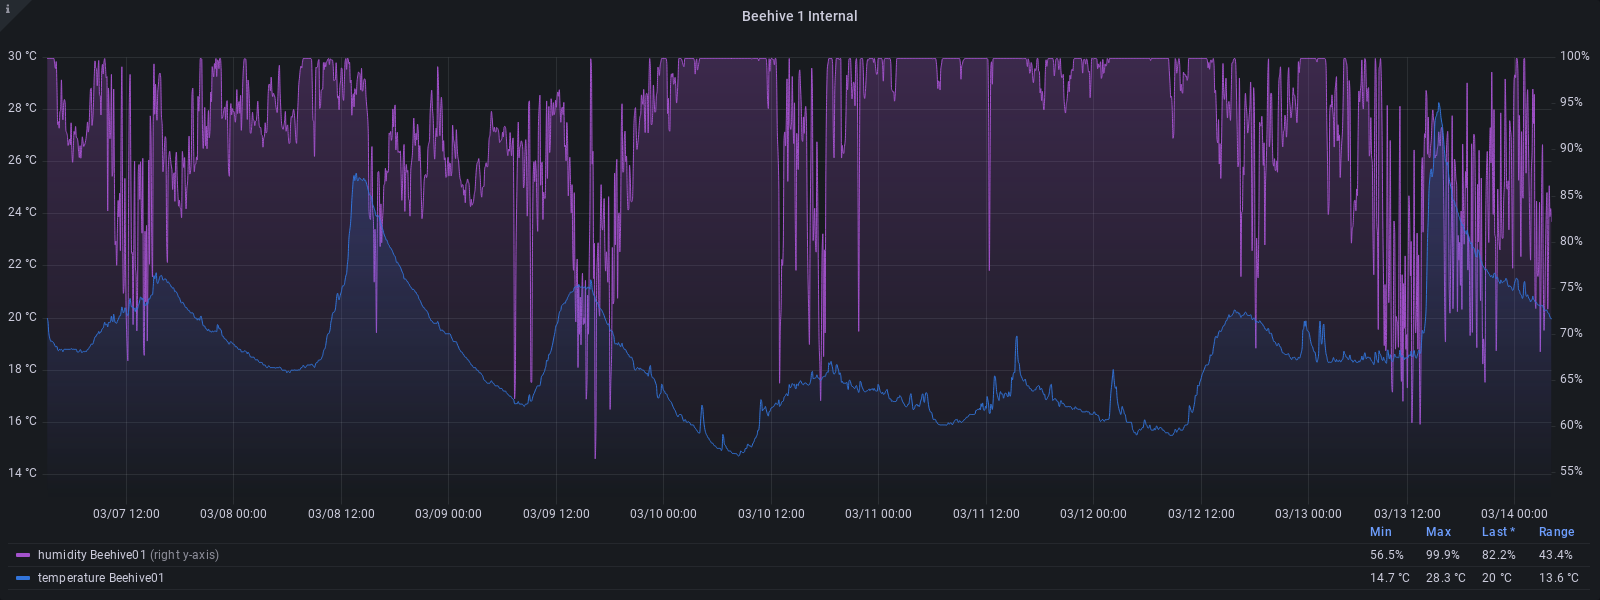 i
Beehive 1 Internal
30 °C
28 °C
26 °C
24 °C
22 °C
20 °C
18 °C
16 °C
14 °C
100%
95%
90%
85%
80%
75%
70%
65%
60%
55%
03/07 12:00 03/08 00:00 03/08 12:00 03/09 00:00 03/09 12:00 03/10 00:00 03/10 12:00 03/11 00:00 03/11 12:00 03/12 00:00 03/12 12:00 03/13 00:00 03/13 12:00 03/14 00:00
Min Max Last * Range
humidity Beehive01 (right y-axis) 56.5% 99.9% 82.2% 43.4%
temperature Beehive01 14.7 °C 28.3 °C 20 °C 13.6 °C